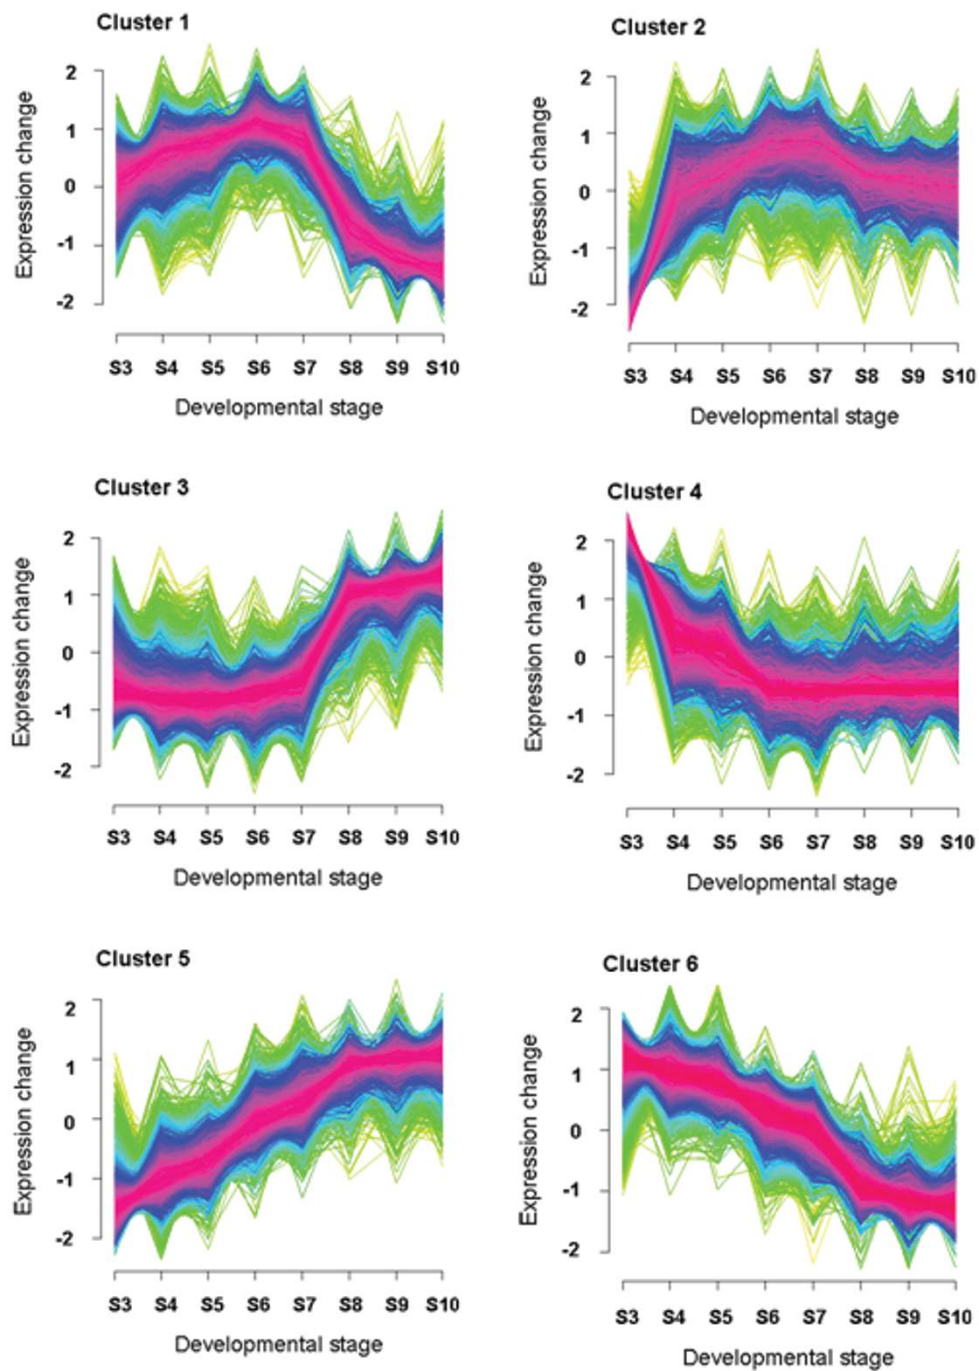 Cluster 1
2
1
0
-1
-2
Expression change
S3 S4 S5 S6 S7 S8 S9 S10
Developmental stage
Cluster 2
2
1
0
-1
-2
Expression change
S3 S4 S5 S6 S7 S8 S9 S10
Developmental stage
Cluster 3
2
1
0
-1
-2
Expression change
S3 S4 S5 S6 S7 S8 S9 S10
Developmental stage
Cluster 4
2
1
0
-1
-2
Expression change
S3 S4 S5 S6 S7 S8 S9 S10
Developmental stage
Cluster 5
2
1
0
-1
-2
Expression change
S3 S4 S5 S6 S7 S8 S9 S10
Developmental stage
Cluster 6
2
1
0
-1
-2
Expression change
S3 S4 S5 S6 S7 S8 S9 S10
Developmental stage